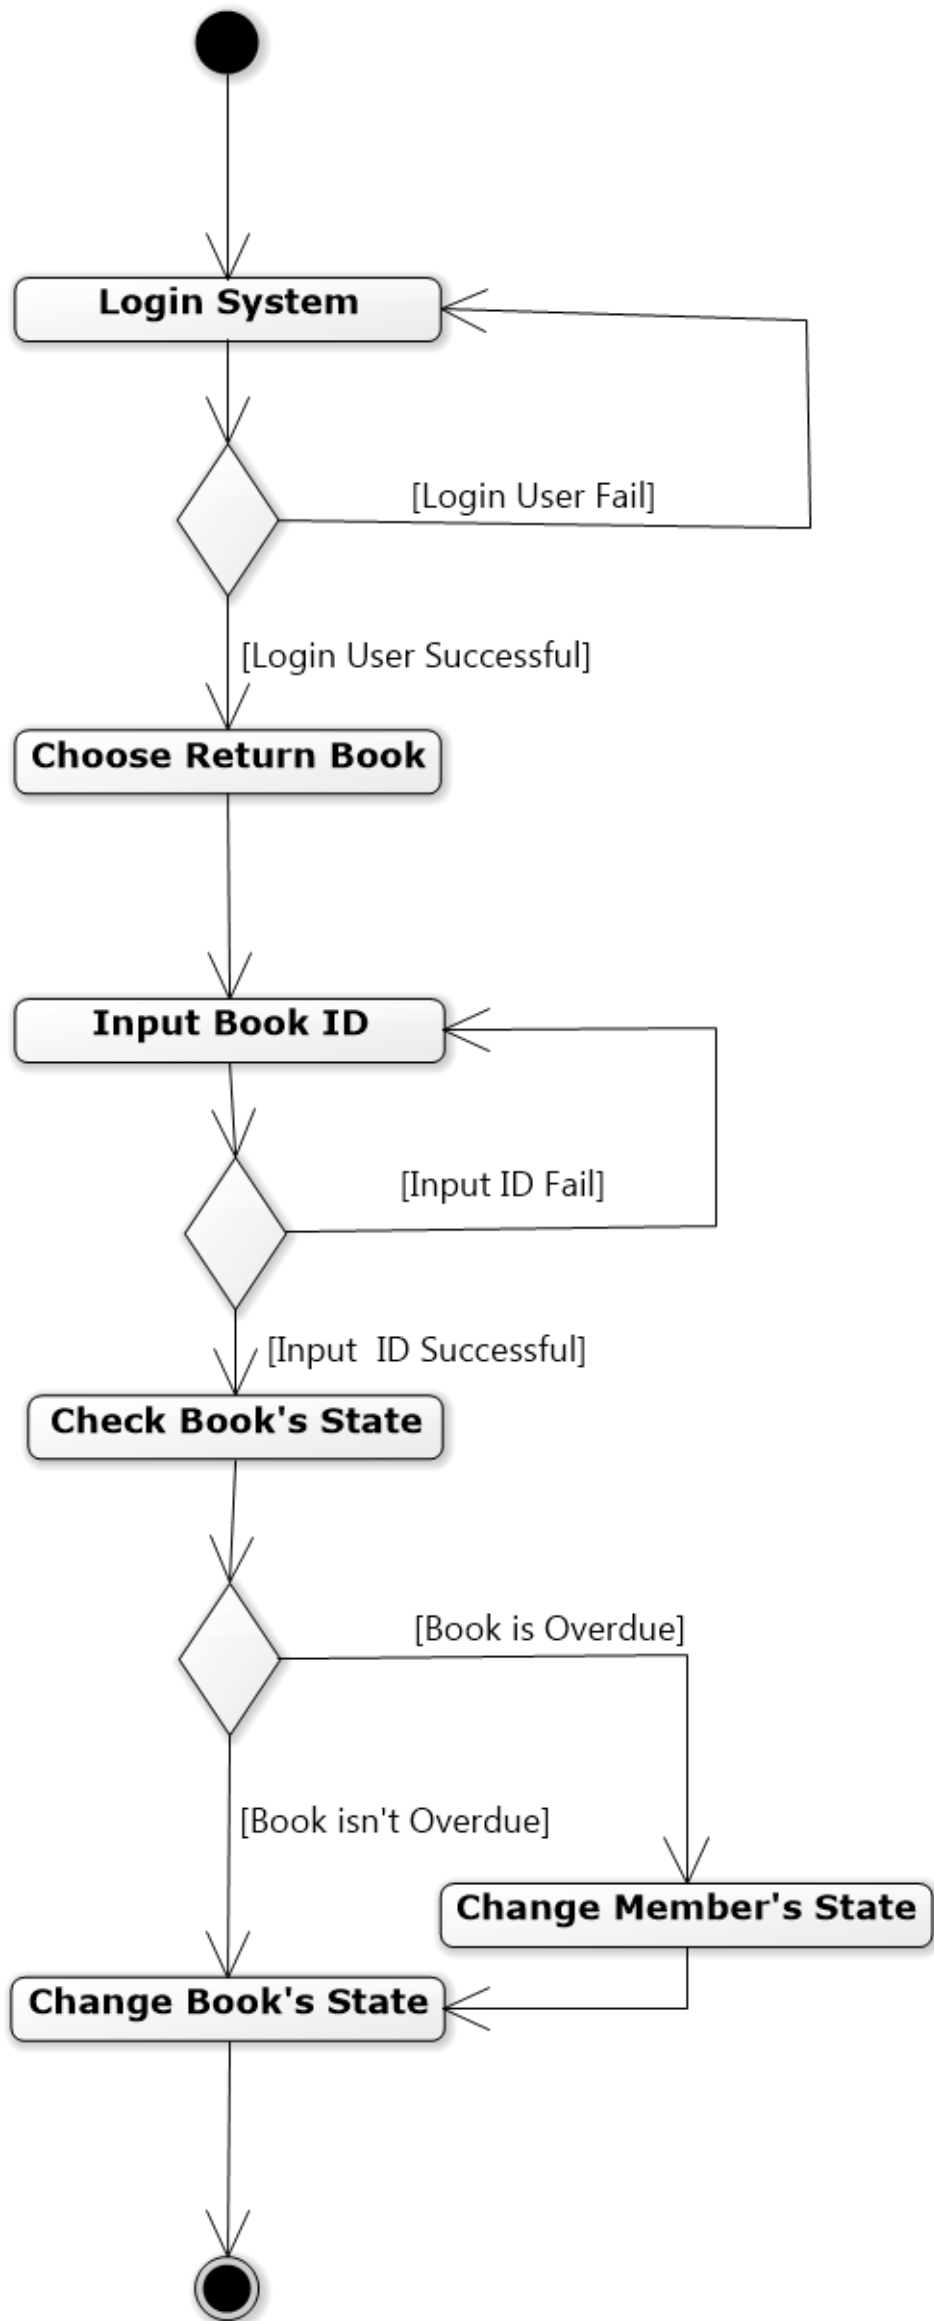 Login System
[Login User Fail]
[Login User Successful]
Choose Return Book
Input Book ID
[Input ID Fail]
[Input  ID Successful]
Check Book's State
[Book is Overdue]
[Book isn't Overdue]
Change Member's State
Change Book's State